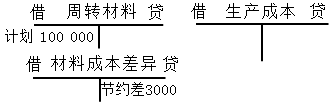 借 周转材料 贷
借 生产成本 贷
计划 100 000
借 材料成本差异 贷
节约差3000